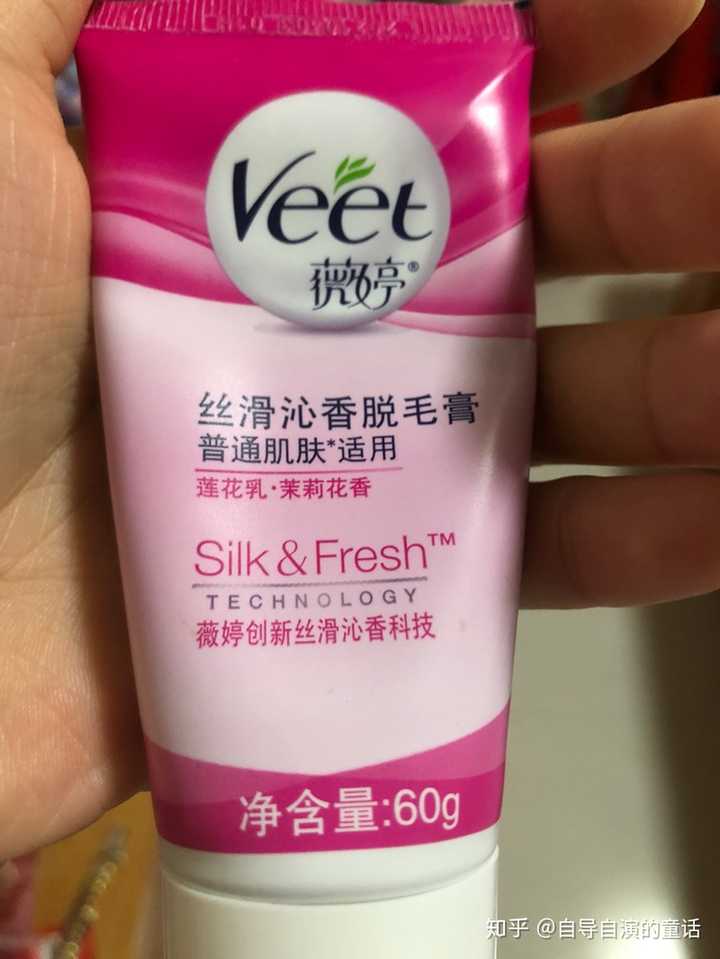 Veet
薇婷®
丝滑沁香脱毛膏
普通肌肤*适用
莲花乳·茉莉花香
Silk & Fresh™
TECHNOLOGY
薇婷创新丝滑沁香科技
净含量:60g
知乎 @自导自演的童话